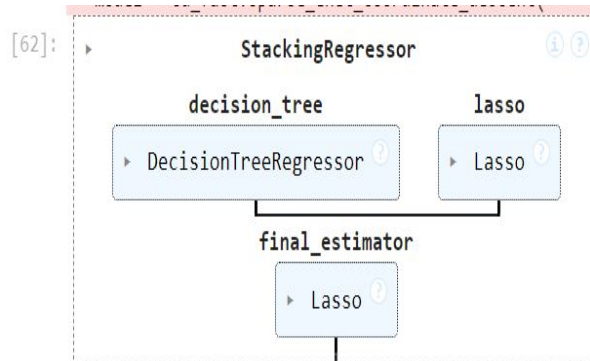 [62]:
StackingRegressor
decision_tree lasso
DecisionTreeRegressor ? Lasso ?
final_estimator
Lasso ?